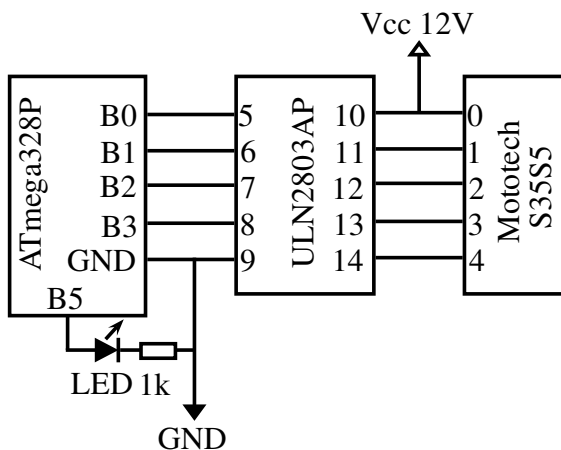 Vcc 12V
ATmega328P
B0
B1
B2
B3
GND
B5
5
6
7
8
9
ULN2803AP
10
11
12
13
14
0
1
2
3
4
Mototech
S35S5
LED 1k
GND